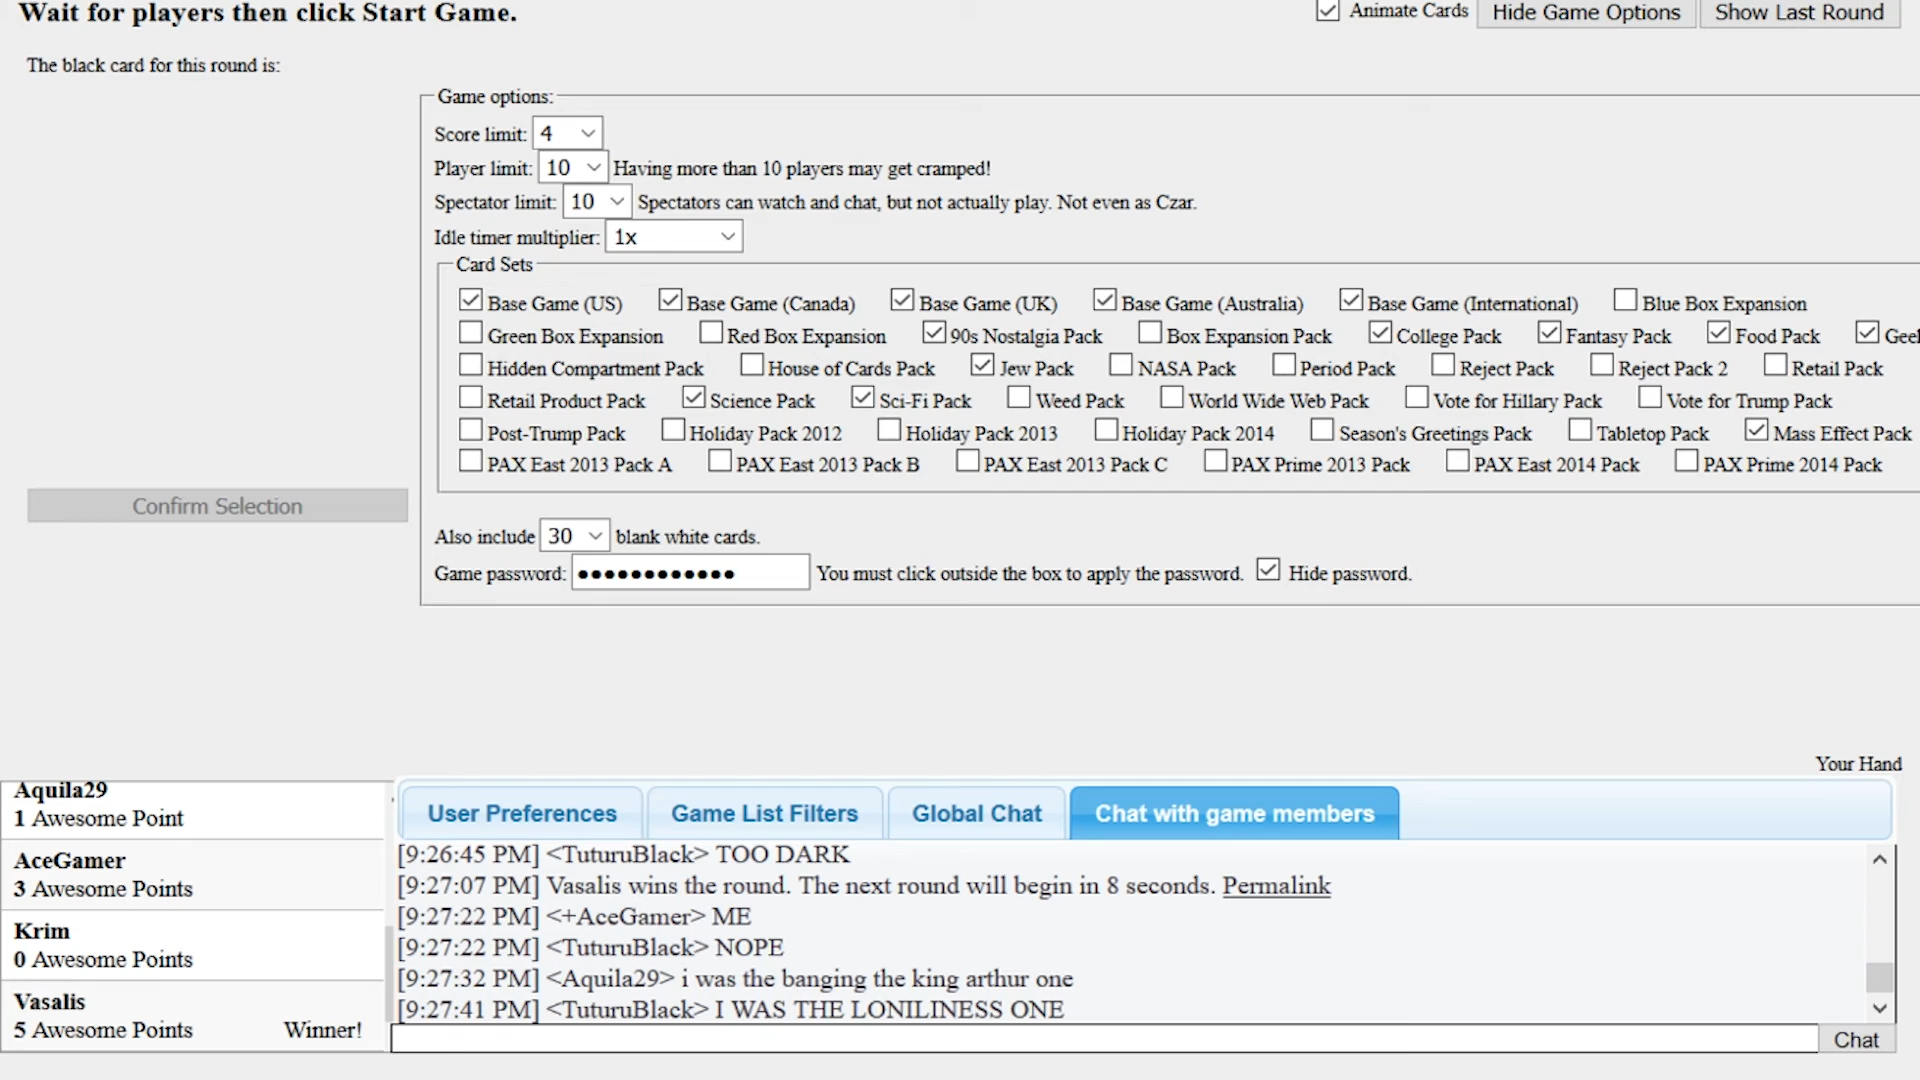 Wait for players then click Start Game.
Animate Cards Hide Game Options Show Last Round
The black card for this round is:
Game options:
Score limit: 4
Player limit: 10 Having more than 10 players may get cramped!
Spectator limit: 10 Spectators can watch and chat, but not actually play. Not even as Czar.
Idle timer multiplier: 1x
Card Sets
Base Game (US) Base Game (Canada) Base Game (UK) Base Game (Australia) Base Game (International) Blue Box Expansion
Green Box Expansion Red Box Expansion 90s Nostalgia Pack Box Expansion Pack College Pack Fantasy Pack Food Pack Geek
Hidden Compartment Pack House of Cards Pack Jew Pack NASA Pack Period Pack Reject Pack Reject Pack 2 Retail Pack
Retail Product Pack Science Pack Sci-Fi Pack Weed Pack World Wide Web Pack Vote for Hillary Pack Vote for Trump Pack
Post-Trump Pack Holiday Pack 2012 Holiday Pack 2013 Holiday Pack 2014 Season's Greetings Pack Tabletop Pack Mass Effect Pack
PAX East 2013 Pack A PAX East 2013 Pack B PAX East 2013 Pack C PAX Prime 2013 Pack PAX East 2014 Pack PAX Prime 2014 Pack
Confirm Selection
Also include 30 blank white cards.
Game password: ●●●●●●●●●●●● You must click outside the box to apply the password. Hide password.
Your Hand
Aquila29
1 Awesome Point
AceGamer
3 Awesome Points
Krim
0 Awesome Points
Vasalis
5 Awesome Points Winner!
User Preferences Game List Filters Global Chat Chat with game members
[9:26:45 PM] <TuturuBlack> TOO DARK
[9:27:07 PM] Vasalis wins the round. The next round will begin in 8 seconds. Permalink
[9:27:22 PM] <+AceGamer> ME
[9:27:22 PM] <TuturuBlack> NOPE
[9:27:32 PM] <Aquila29> i was the banging the king arthur one
[9:27:41 PM] <TuturuBlack> I WAS THE LONILINESS ONE
Chat